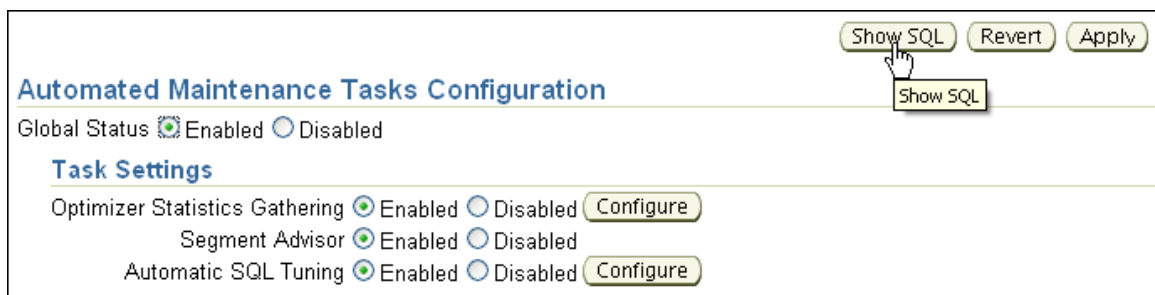 Show SQL Revert Apply
Show SQL
Automated Maintenance Tasks Configuration
Global Status Enabled Disabled
Task Settings
Optimizer Statistics Gathering Enabled Disabled Configure
Segment Advisor Enabled Disabled
Automatic SQL Tuning Enabled Disabled Configure